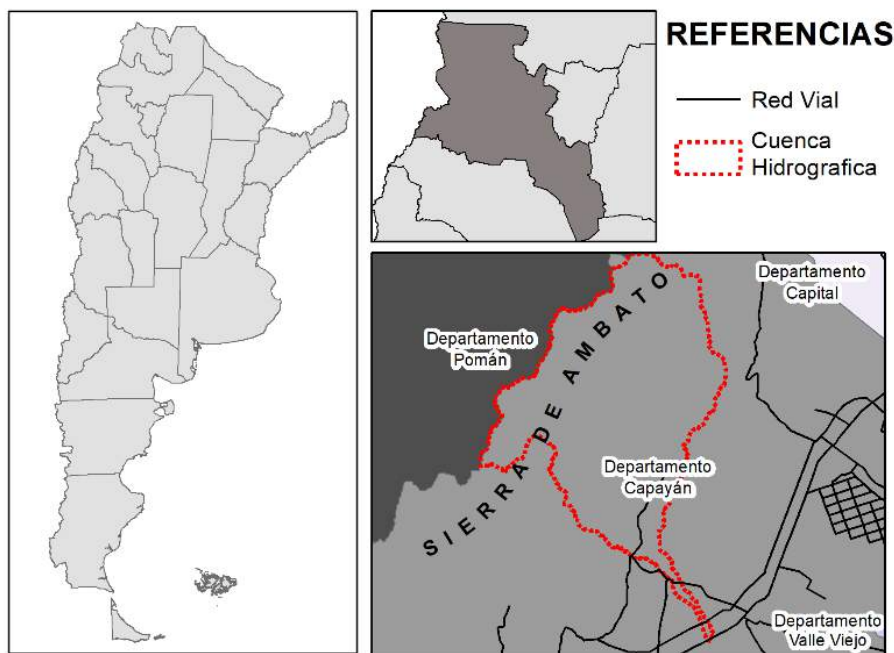 REFERENCIAS
Red Vial
Cuenca
Hidrografica
Departamento
Capital
Departamento
Pomán
SIERRA DE AMBATO
Departamento
Capayán
Departamento
Valle Viejo